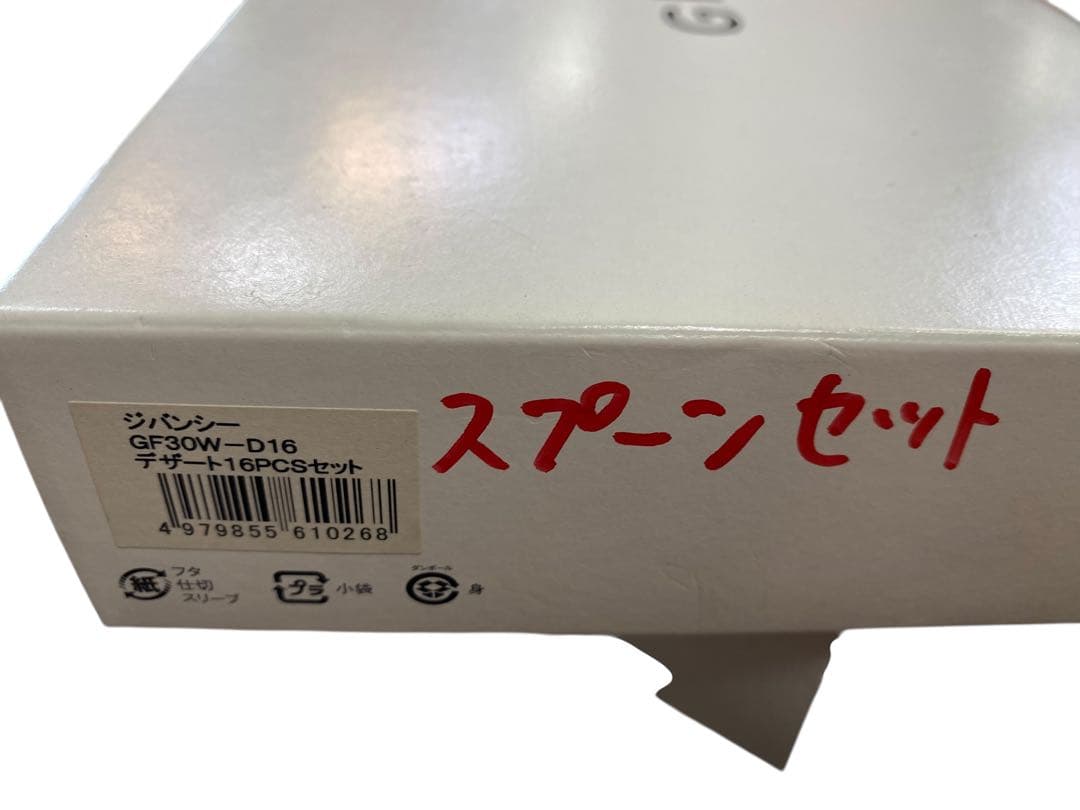 ジバンシー
GF30W-D16
デザート16PCSセット
4 979855 610268
スプーンセット
紙 フタ
仕切
スリーブ
プラ 小袋
ダンボール
身